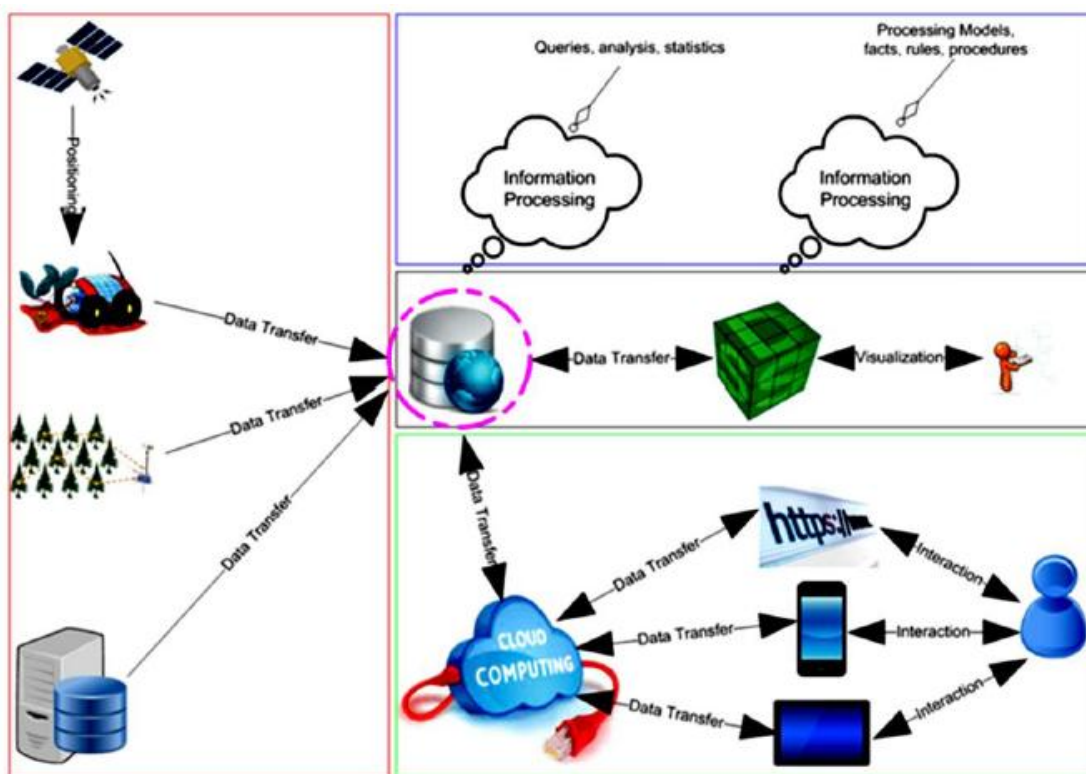 Queries, analysis, statistics
Processing Models,
facts, rules, procedures
Positioning
Information
Processing
Information
Processing
Data Transfer
Data Transfer
Visualization
Data Transfer
Data Transfer
Data Transfer
https://www.
Data Transfer
Interaction
CLOUD
COMPUTING
Data Transfer
Interaction
Data Transfer
Interaction